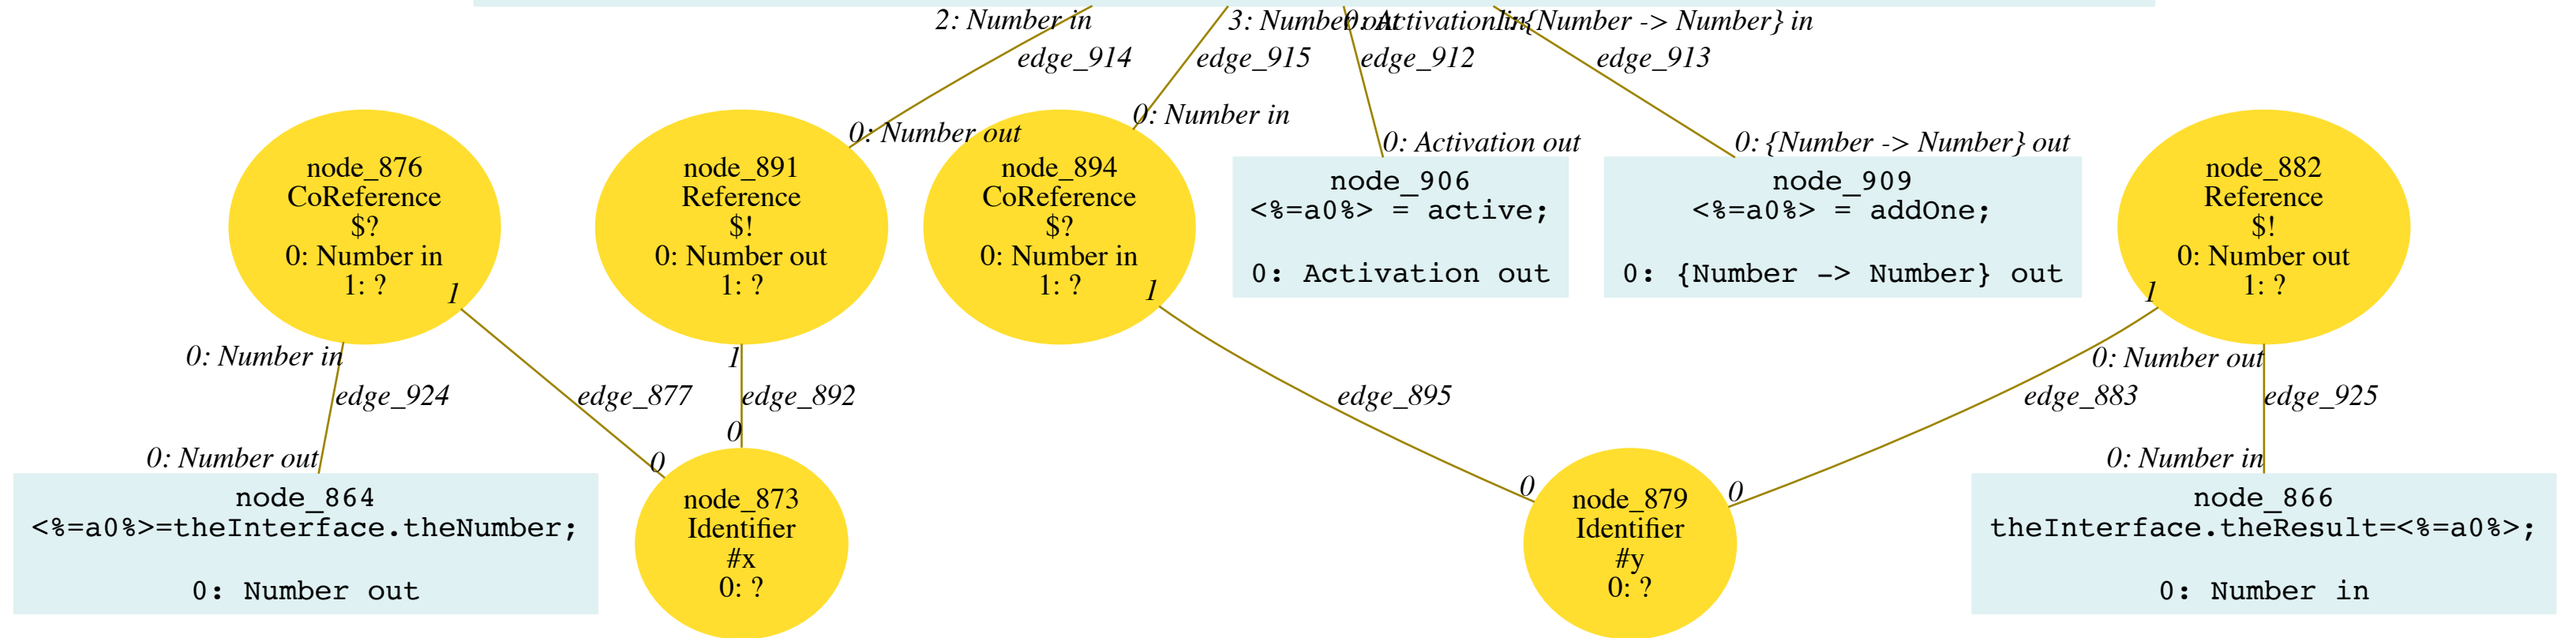 2: Number in
3: Number out
0: Activation in
1: {Number -> Number} in
edge_914
edge_915
edge_912
edge_913
0: Number out
0: Number in
0: Activation out
0: {Number -> Number} out
node_876
CoReference
$?
0: Number in
1: ?
1
node_891
Reference
$!
0: Number out
1: ?
node_894
CoReference
$?
0: Number in
1: ?
1
node_906
<%=a0%> = active;
0: Activation out
node_909
<%=a0%> = addOne;
0: {Number -> Number} out
node_882
Reference
$!
0: Number out
1: ?
1
0: Number in
1
0: Number out
edge_924
edge_877
edge_892
edge_895
edge_883
edge_925
0: Number out
0
0
0
0
0: Number in
node_864
<%=a0%>=theInterface.theNumber;
0: Number out
node_873
Identifier
#x
0: ?
node_879
Identifier
#y
0: ?
node_866
theInterface.theResult=<%=a0%>;
0: Number in